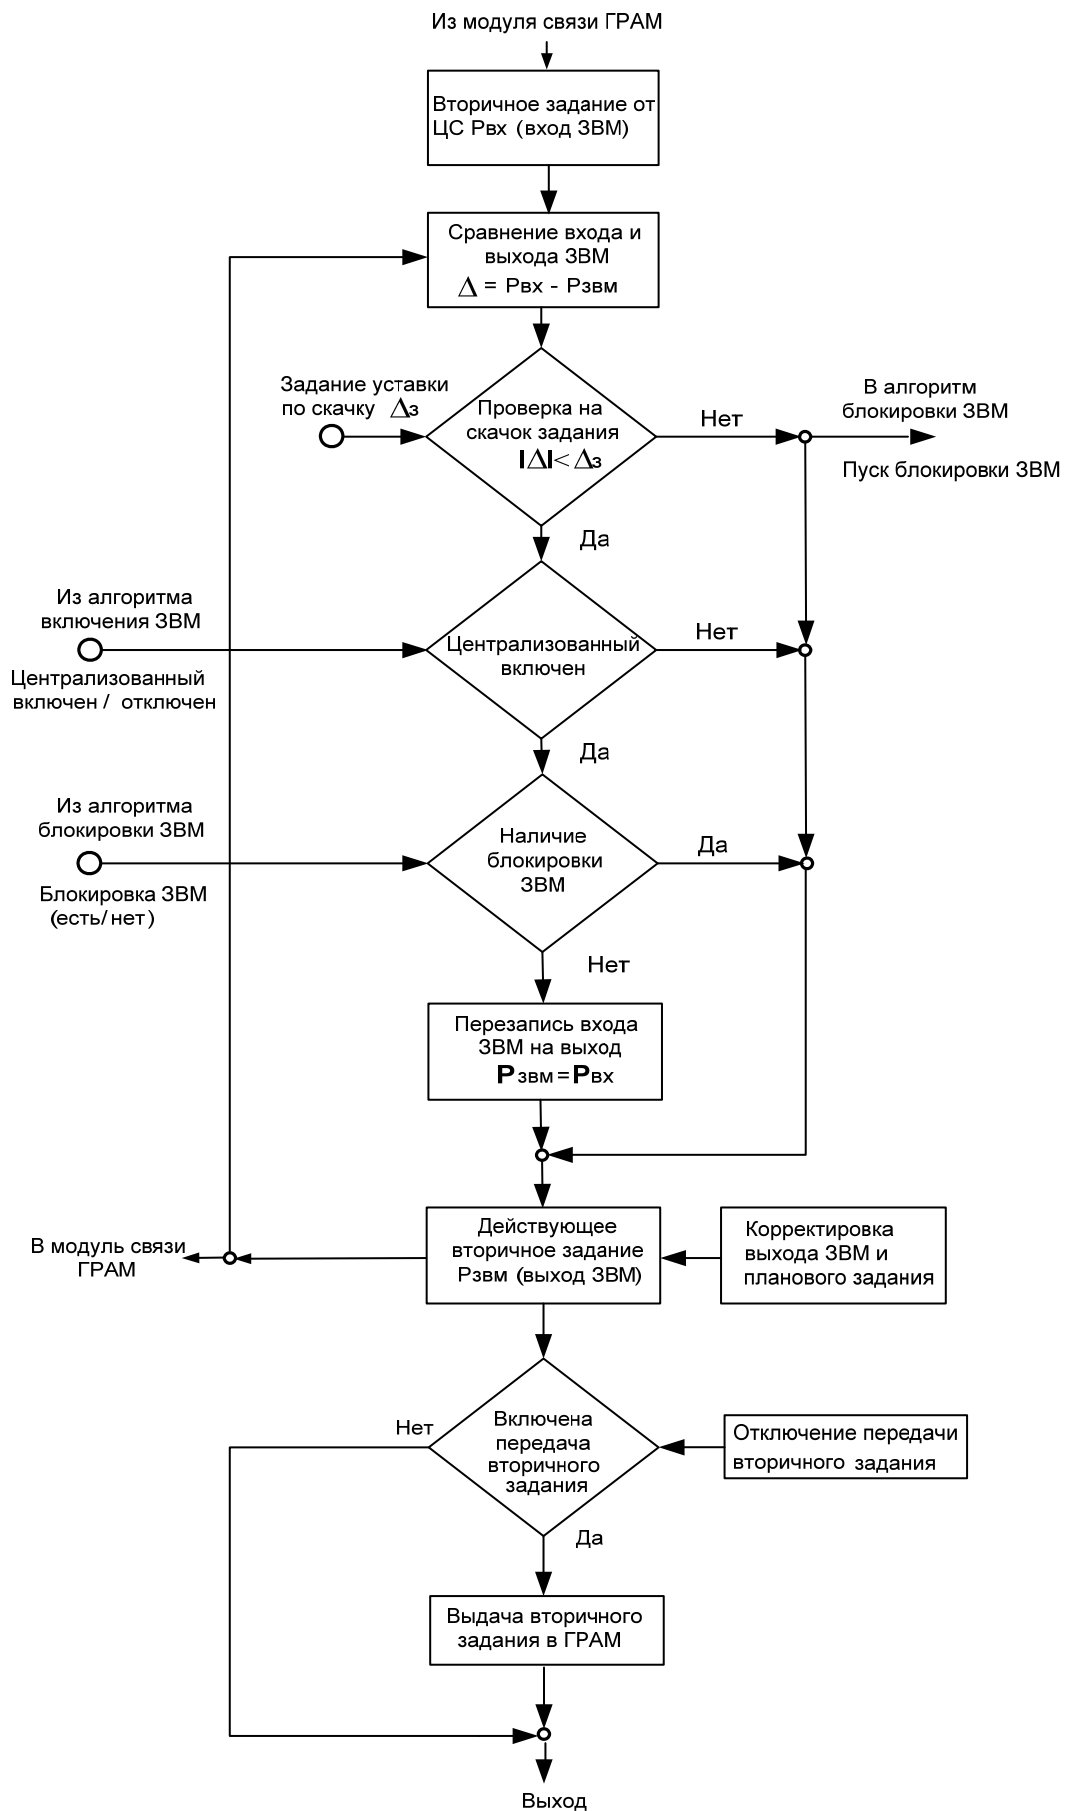 Из модуля связи ГРАМ
Вторичное задание от
ЦС Рвх (вход ЗВМ)
Сравнение входа и
выхода ЗВМ
Δ = Рвх - Рзвм
Задание уставки
по скачку Δз
Проверка на
скачок задания
|Δ|< Δз
Нет
В алгоритм
блокировки ЗВМ
Пуск блокировки ЗВМ
Да
Из алгоритма
включения ЗВМ
Централизованный
включен / отключен
Централизованный
включен
Нет
Да
Из алгоритма
блокировки ЗВМ
Блокировка ЗВМ
(есть/нет)
Наличие
блокировки
ЗВМ
Да
Нет
Перезапись входа
ЗВМ на выход
Рзвм=Рвх
В модуль связи
ГРАМ
Действующее
вторичное задание
Рзвм (выход ЗВМ)
Корректировка
выхода ЗВМ и
планового задания
Нет
Включена
передача
вторичного
задания
Отключение передачи
вторичного задания
Да
Выдача вторичного
задания в ГРАМ
Выход